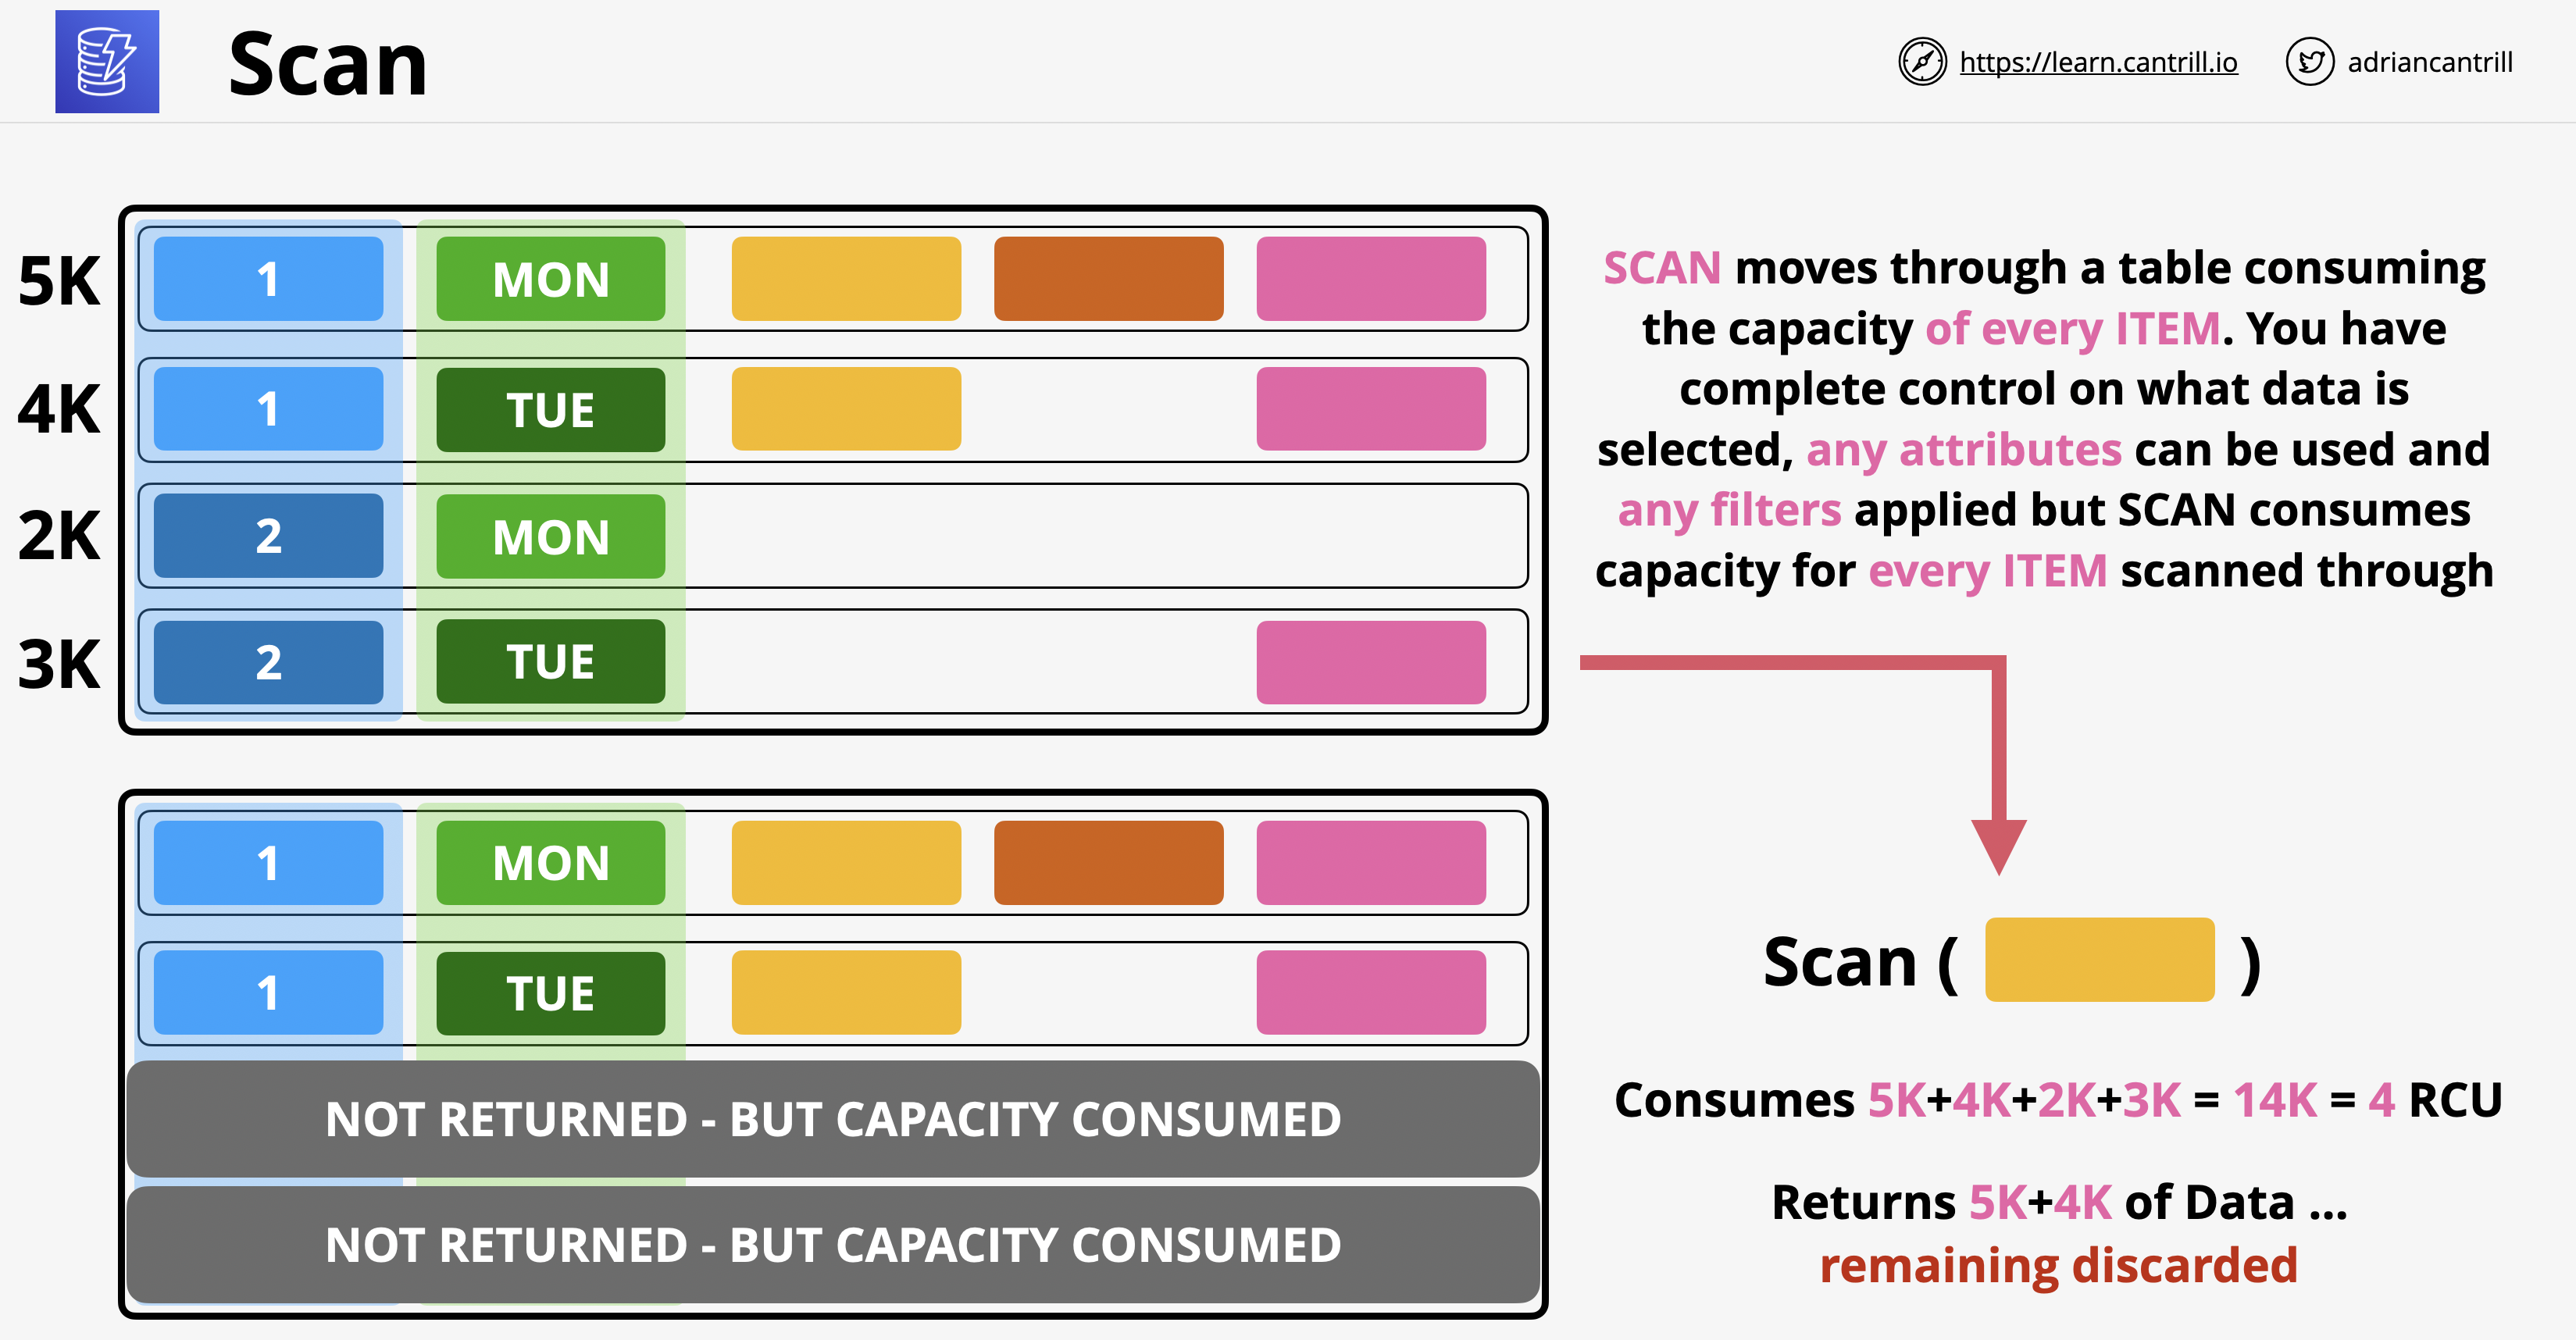 Scan
https://learn.cantrill.io
adriancantrill
5K
1
MON
4K
1
TUE
2K
2
MON
3K
2
TUE
SCAN moves through a table consuming
the capacity of every ITEM. You have
complete control on what data is
selected, any attributes can be used and
any filters applied but SCAN consumes
capacity for every ITEM scanned through
1
MON
1
TUE
NOT RETURNED - BUT CAPACITY CONSUMED
NOT RETURNED - BUT CAPACITY CONSUMED
Scan ( )
Consumes 5K+4K+2K+3K = 14K = 4 RCU
Returns 5K+4K of Data ...
remaining discarded